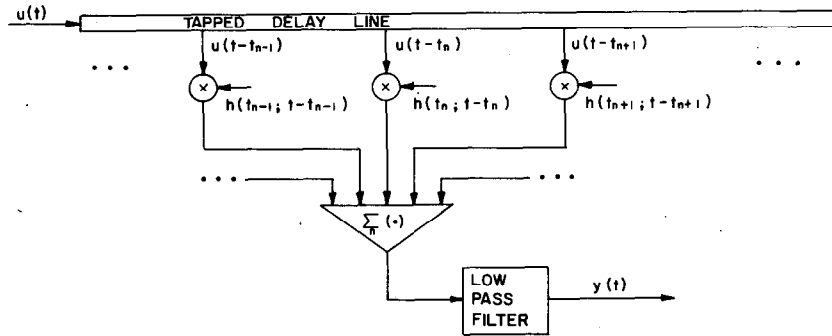 u(t)
TAPPED DELAY LINE
u(t-tₙ₋₁)
u(t-tₙ)
u(t-tₙ₊₁)
• • •
• • •
×
×
×
h(tₙ₋₁; t-tₙ₋₁)
h(tₙ; t-tₙ)
h(tₙ₊₁; t-tₙ₊₁)
• • •
• • •
∑ₙ (•)
LOW
PASS
FILTER
y(t)